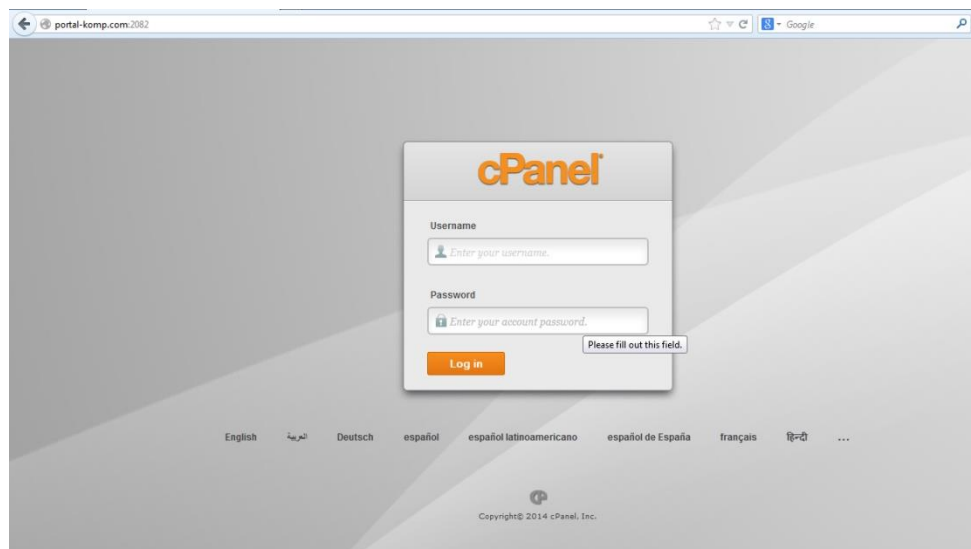 portal-komp.com:2082
Google
cPanel®
Username
Enter your username.
Password
Enter your account password.
Please fill out this field.
Log in
English العربية Deutsch español español latinoamericano español de España français हिन्दी ...
Copyright© 2014 cPanel, Inc.